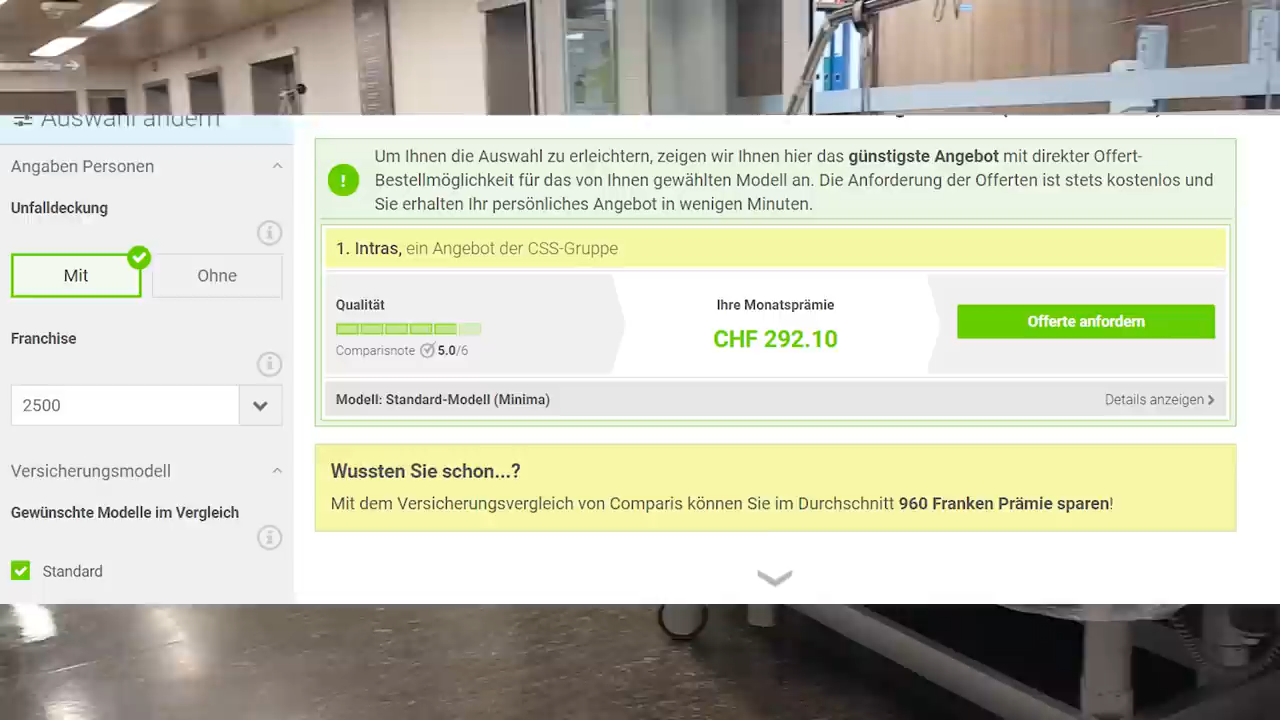 Auswahl ändern
Angaben Personen
Unfalldeckung
Mit
Ohne
Franchise
2500
Versicherungsmodell
Gewünschte Modelle im Vergleich
Standard
Um Ihnen die Auswahl zu erleichtern, zeigen wir Ihnen hier das günstigste Angebot mit direkter Offert-
Bestellmöglichkeit für das von Ihnen gewählten Modell an. Die Anforderung der Offerten ist stets kostenlos und
Sie erhalten Ihr persönliches Angebot in wenigen Minuten.
1. Intras, ein Angebot der CSS-Gruppe
Qualität
Comparisnote 5.0/6
Ihre Monatsprämie
CHF 292.10
Offerte anfordern
Modell: Standard-Modell (Minima)
Details anzeigen
Wussten Sie schon...?
Mit dem Versicherungsvergleich von Comparis können Sie im Durchschnitt 960 Franken Prämie sparen!